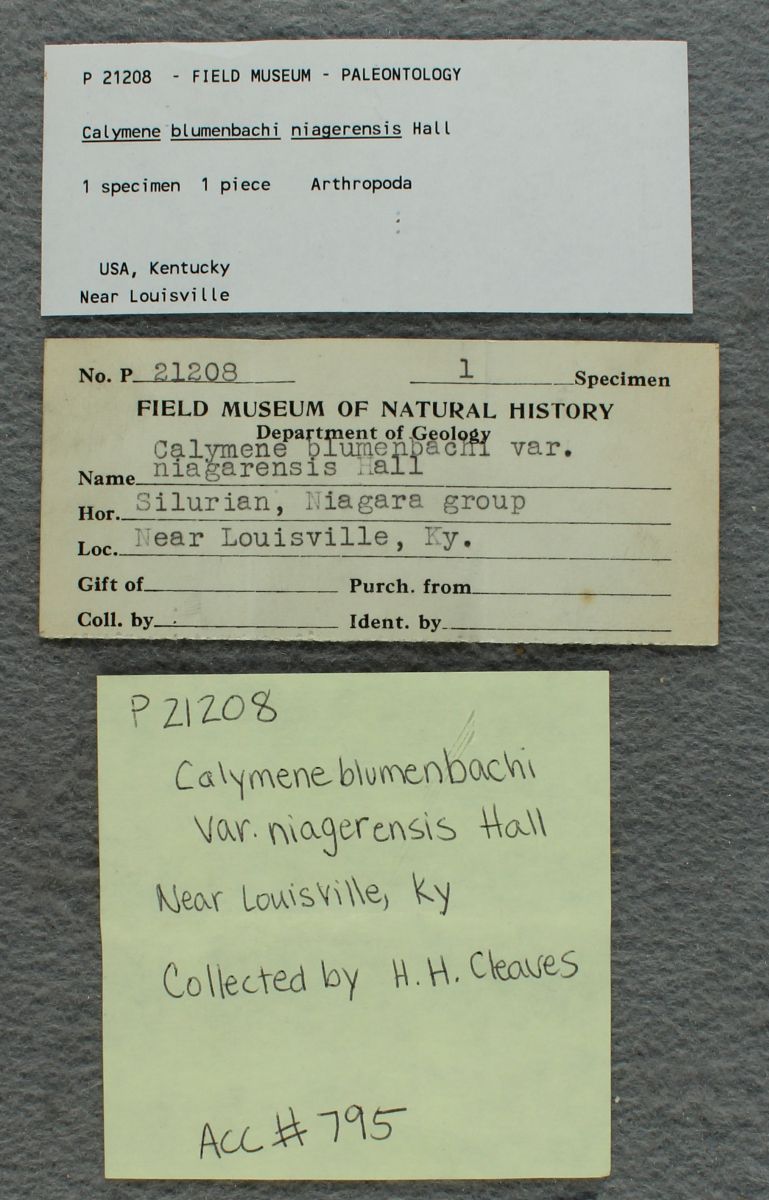 P 21208 - FIELD MUSEUM - PALEONTOLOGY
Calymene blumenbachi niagerensis Hall
1 specimen 1 piece Arthropoda
USA, Kentucky
Near Louisville
No. P 21208 1 Specimen
FIELD MUSEUM OF NATURAL HISTORY
Department of Geology
Calymene blumenbachi var.
Name niagarensis Hall
Hor. Silurian, Niagara group
Loc. Near Louisville, Ky.
Gift of Purch. from
Coll. by Ident. by
P 21208
Calymene blumenbachi
Var. niagerensis Hall
Near Louisville, Ky
Collected by H. H. Cleaves
Acc # 795